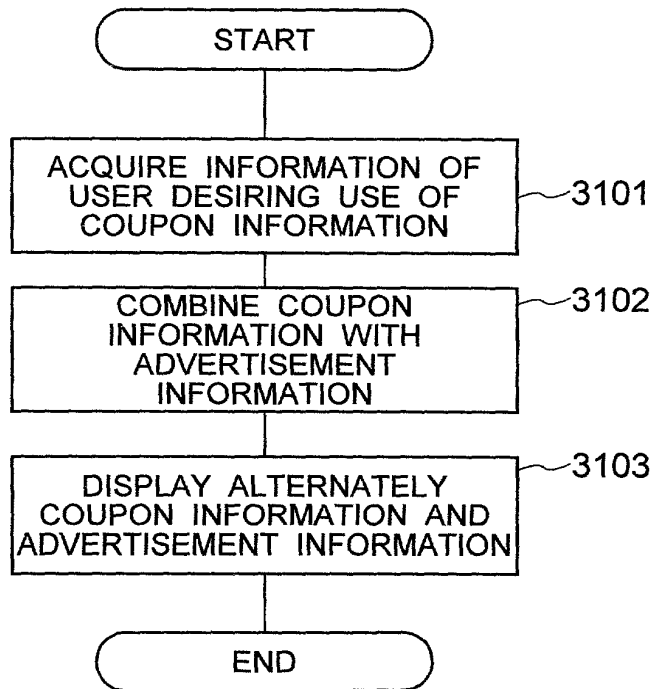 START
ACQUIRE INFORMATION OF
USER DESIRING USE OF
COUPON INFORMATION
3101
COMBINE COUPON
INFORMATION WITH
ADVERTISEMENT
INFORMATION
3102
DISPLAY ALTERNATELY
COUPON INFORMATION AND
ADVERTISEMENT INFORMATION
3103
END